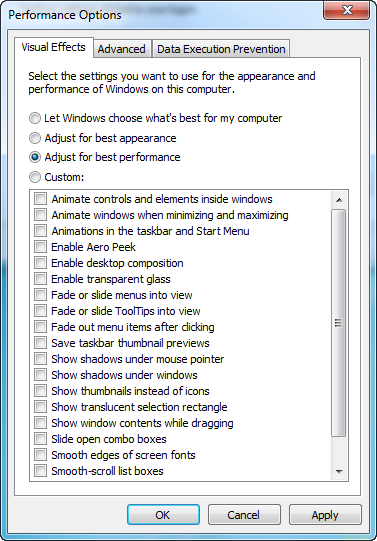 Performance Options
Visual Effects
Advanced
Data Execution Prevention
Select the settings you want to use for the appearance and
performance of Windows on this computer.
Let Windows choose what's best for my computer
Adjust for best appearance
Adjust for best performance
Custom:
Animate controls and elements inside windows
Animate windows when minimizing and maximizing
Animations in the taskbar and Start Menu
Enable Aero Peek
Enable desktop composition
Enable transparent glass
Fade or slide menus into view
Fade or slide ToolTips into view
Fade out menu items after clicking
Save taskbar thumbnail previews
Show shadows under mouse pointer
Show shadows under windows
Show thumbnails instead of icons
Show translucent selection rectangle
Show window contents while dragging
Slide open combo boxes
Smooth edges of screen fonts
Smooth-scroll list boxes
OK
Cancel
Apply